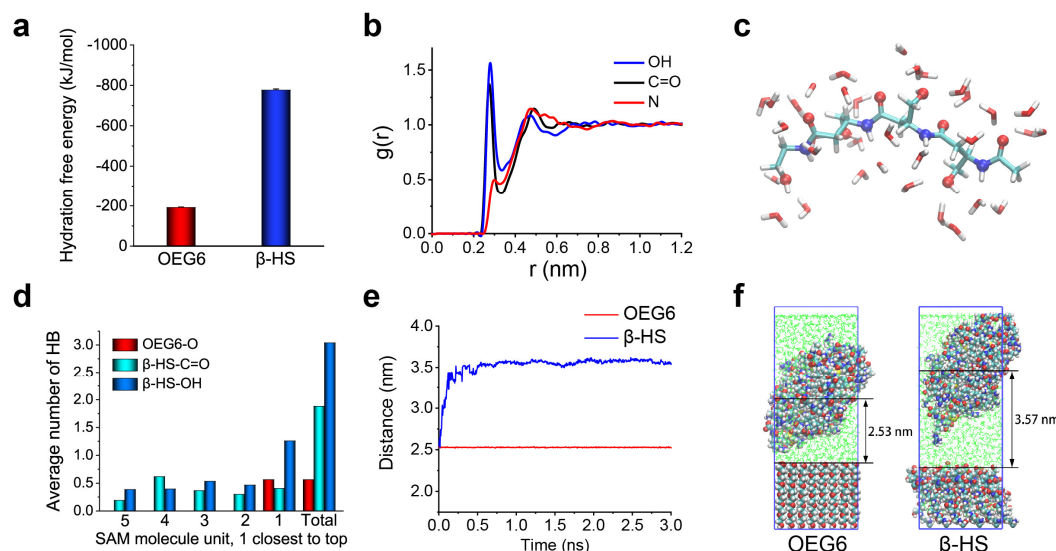 a
Hydration free energy (kJ/mol)
-1000
-800
-600
-400
-200
0
OEG6
β-HS
b
g(r)
1.5
1.0
0.5
0.0
OH
C=O
N
0.0 0.2 0.4 0.6 0.8 1.0 1.2
r (nm)
c
d
Average number of HB
3.0
2.5
2.0
1.5
1.0
0.5
0.0
OEG6-O
β-HS-C=O
β-HS-OH
5 4 3 2 1 Total
SAM molecule unit, 1 closest to top
e
OEG6
β-HS
Distance (nm)
4.0
3.5
3.0
2.5
2.0
0.0 0.5 1.0 1.5 2.0 2.5 3.0
Time (ns)
f
2.53 nm
3.57 nm
OEG6
β-HS